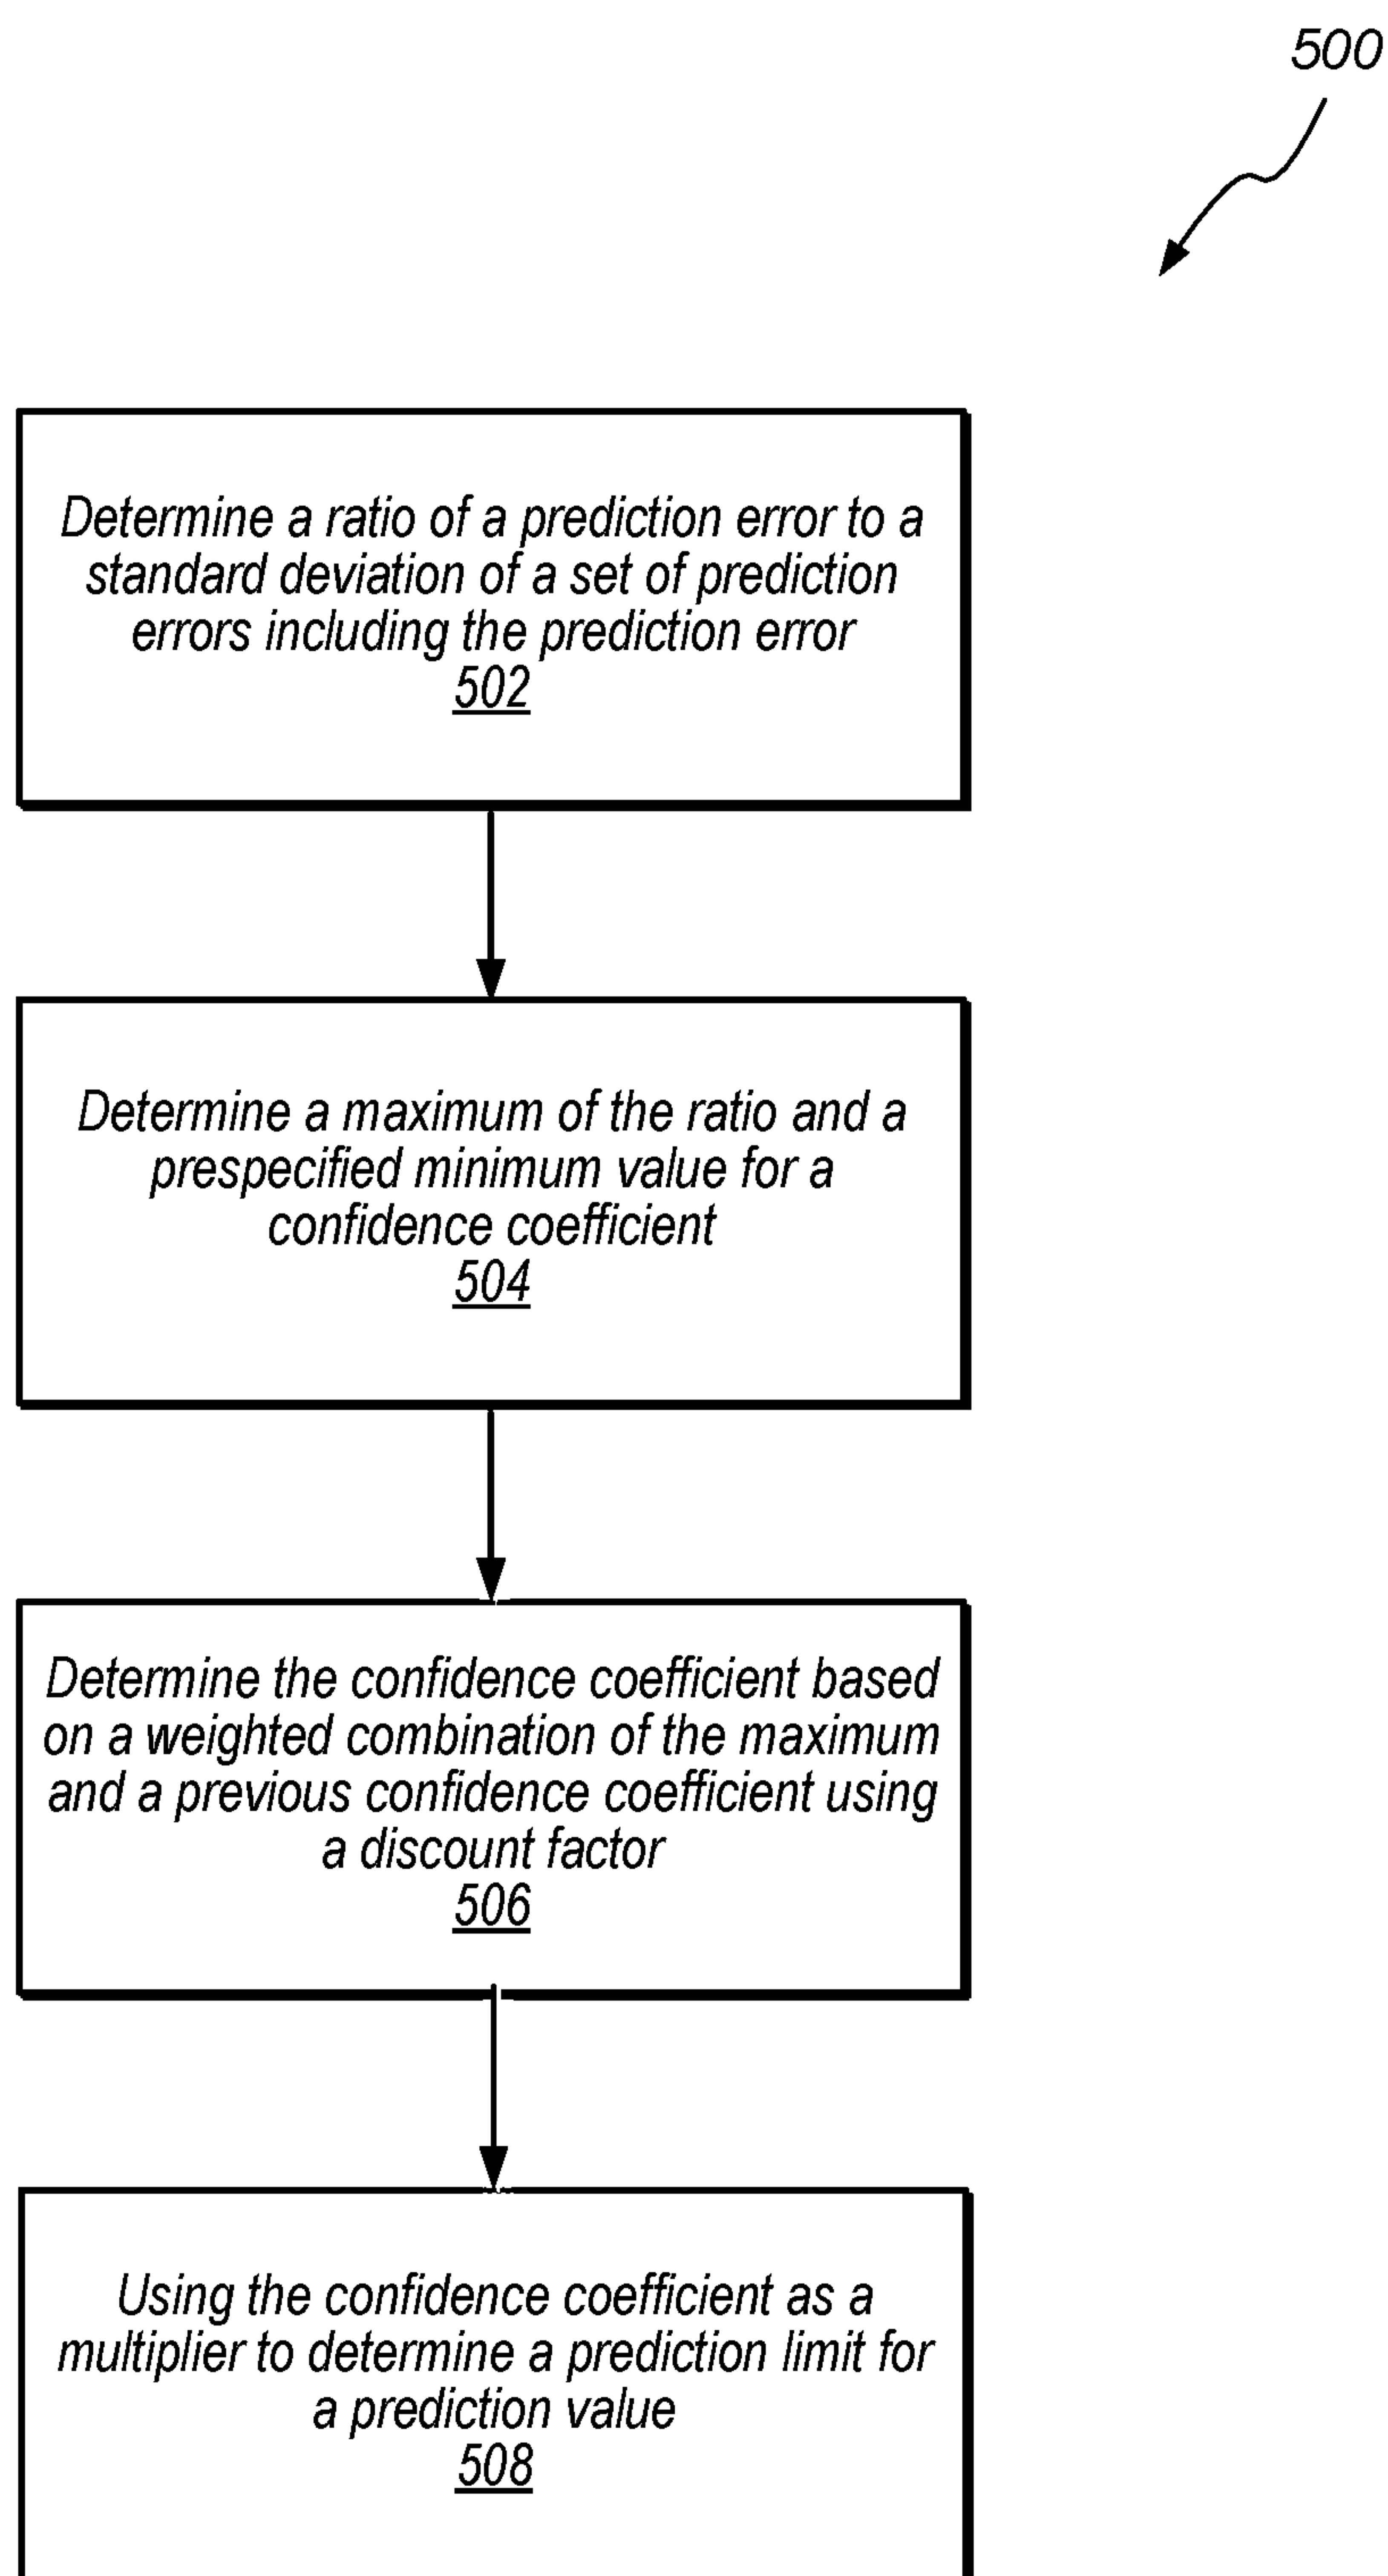 500
Determine a ratio of a prediction error to a
standard deviation of a set of prediction
errors including the prediction error
502
Determine a maximum of the ratio and a
prespecified minimum value for a
confidence coefficient
504
Determine the confidence coefficient based
on a weighted combination of the maximum
and a previous confidence coefficient using
a discount factor
506
Using the confidence coefficient as a
multiplier to determine a prediction limit for
a prediction value
508